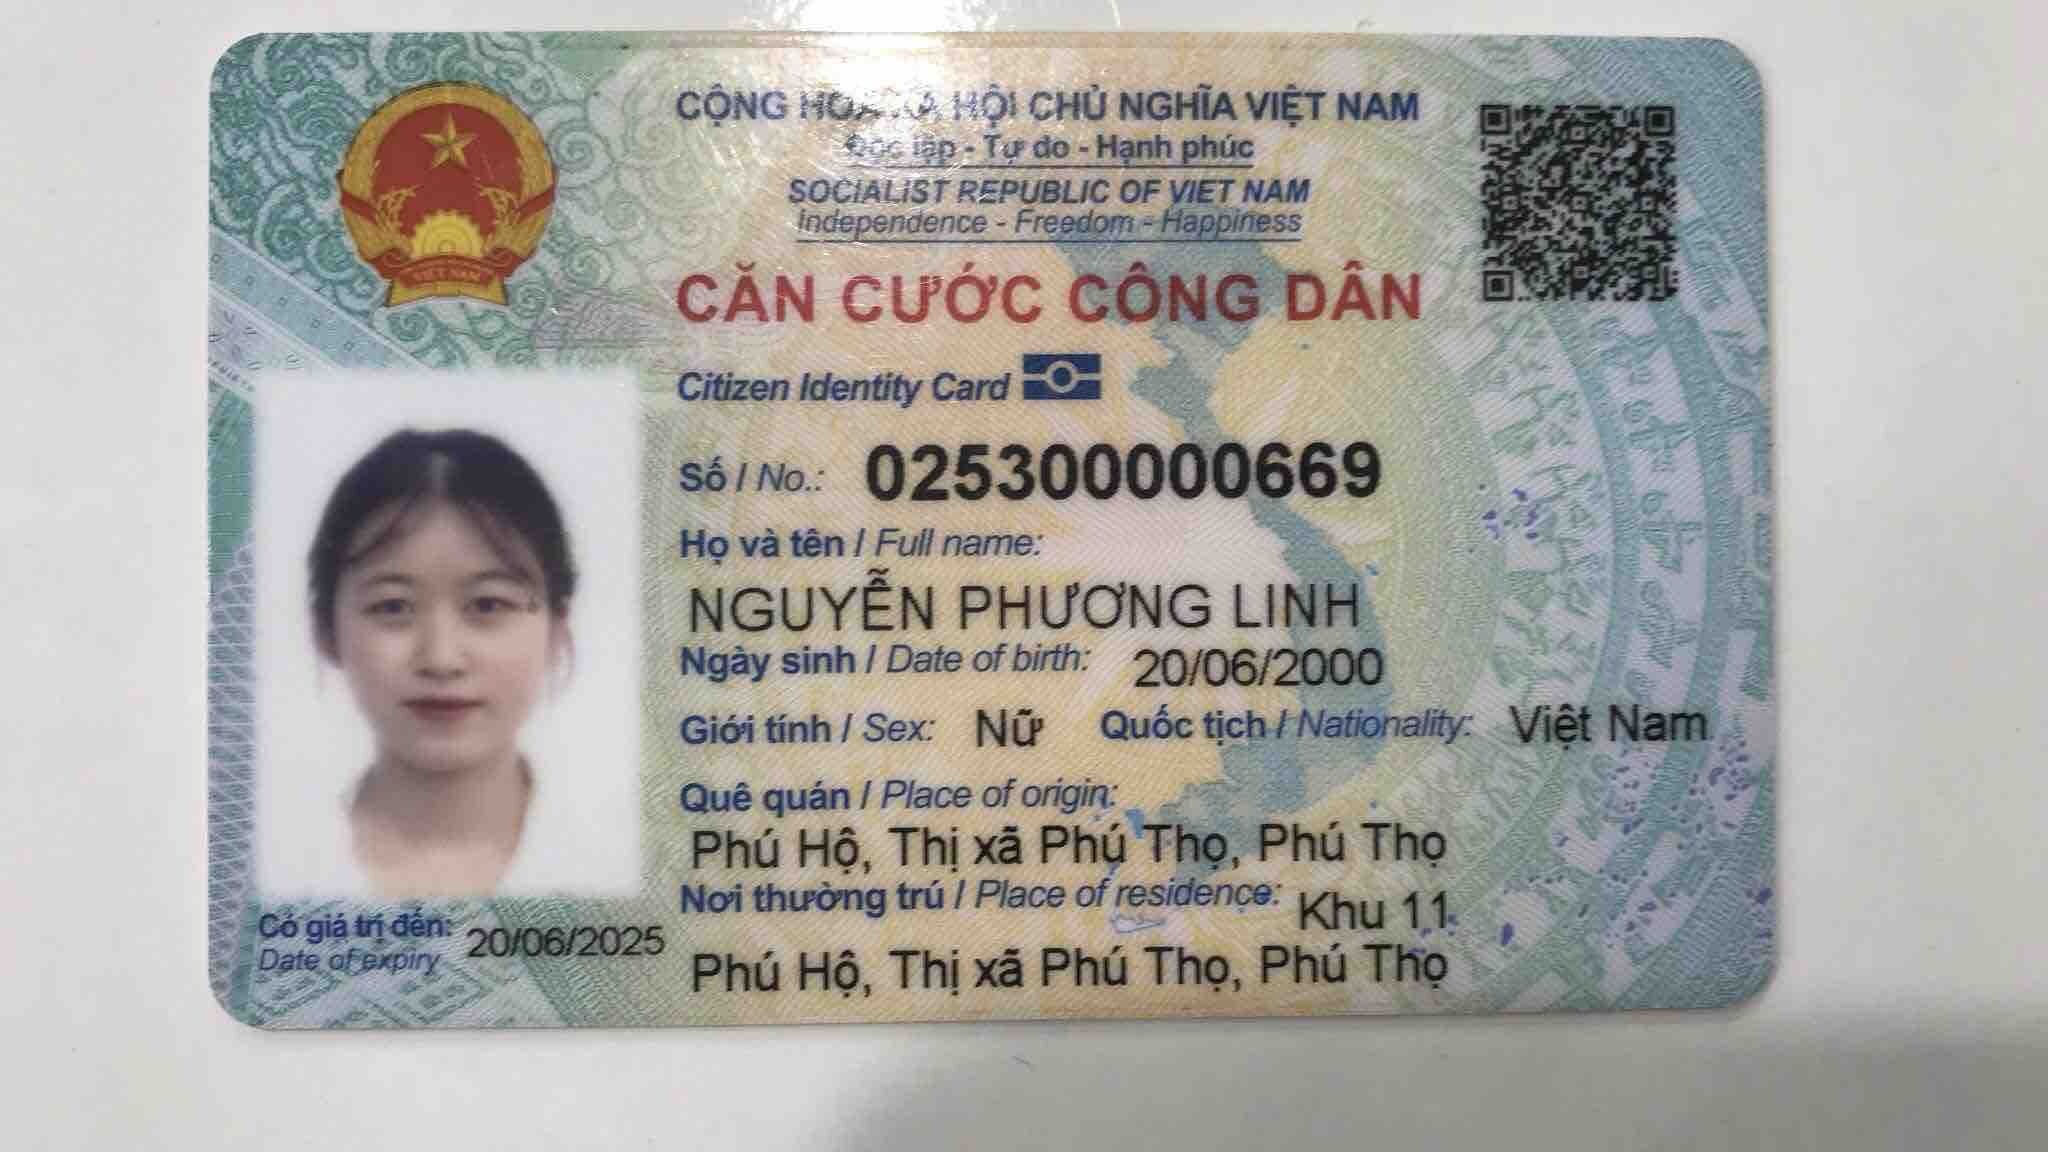 CỘNG HỘI CHỦ NGHĨA VIỆT NAM
Độc lập - Tự do - Hạnh phúc
SOCIALIST REPUBLIC OF VIET NAM
Independence - Freedom - Happiness
CĂN CƯỚC CÔNG DÂN
Citizen Identity Card
Số / No.: 025300000669
Họ và tên / Full name:
NGUYỄN PHƯƠNG LINH
Ngày sinh / Date of birth: 20/06/2000
Giới tính / Sex: Nữ Quốc tịch / Nationality: Việt Nam
Quê quán / Place of origin:
Phú Hộ, Thị xã Phú Thọ, Phú Thọ
Nơi thường trú / Place of residence: Khu 11
Phú Hộ, Thị xã Phú Thọ, Phú Thọ
Có giá trị đến: 20/06/2025
Date of expiry
VIỆT NAM